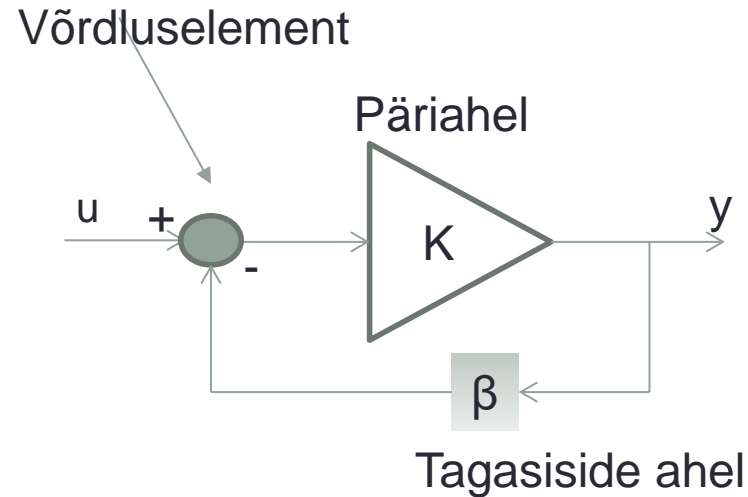 Võrdluselement
Päriahel
u
+
-
K
y
β
Tagasiside ahel